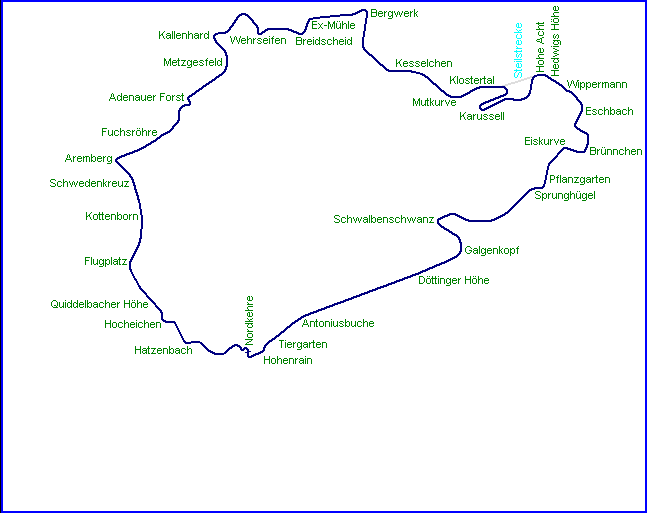 Bergwerk
Ex-Mühle
Kallenhard
Wehrseifen
Breidscheid
Steilstrecke
Hohe Acht
Hedwigs Höhe
Metzgesfeld
Kesselchen
Klostertal
Wippermann
Adenauer Forst
Mutkurve
Karussell
Eschbach
Fuchsröhre
Eiskurve
Brünnchen
Aremberg
Schwedenkreuz
Pflanzgarten
Sprunghügel
Kottenborn
Schwalbenschwanz
Galgenkopf
Flugplatz
Döttinger Höhe
Quiddelbacher Höhe
Nordkehre
Hocheichen
Antoniusbuche
Hatzenbach
Tiergarten
Hohenrain